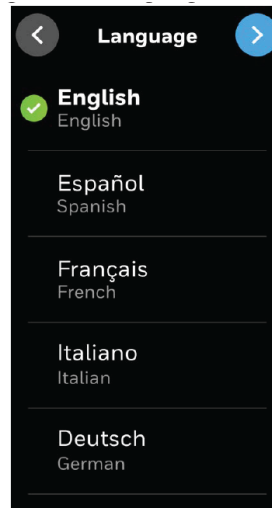 Language
English
English
Español
Spanish
Français
French
Italiano
Italian
Deutsch
German